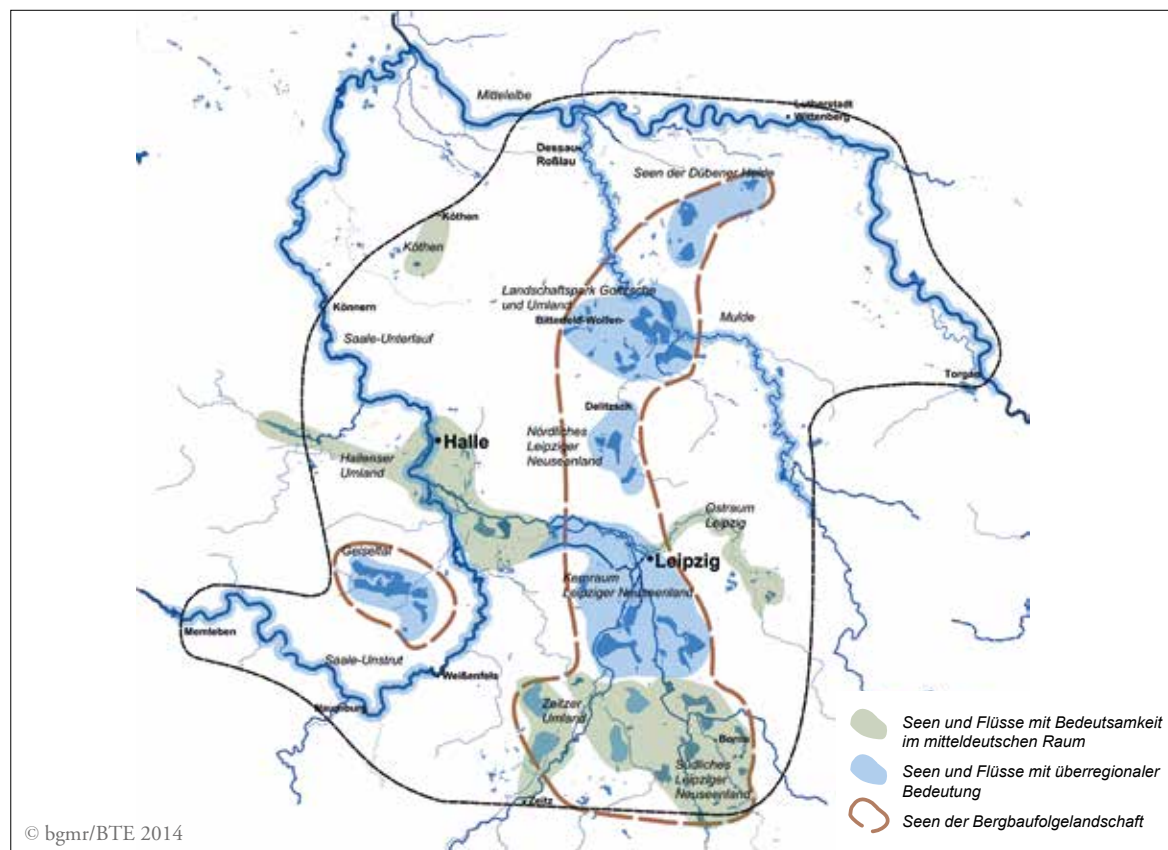 Mittelelbe
Lutherstadt
Wittenberg
Dessau-
Roßlau
Seen der Dübener Heide
Köthen
Köthen
Landschaftspark Goitzsche
und Umland
Bitterfeld-Wolfen
Mulde
Könnern
Saale-Unterlauf
Torgau
Delitzsch
Nördliches
Leipziger
Neuseenland
Halle
Hallenser
Umland
Ostraum
Leipzig
Geiseltal
Leipzig
Kernraum
Leipziger Neuseenland
Memleben
Saale-Unstrut
Weißenfels
Naumburg
Zeitzer
Umland
Borna
Südliches
Leipziger
Neuseenland
Zeitz
Seen und Flüsse mit Bedeutsamkeit
im mitteldeutschen Raum
Seen und Flüsse mit überregionaler
Bedeutung
Seen der Bergbaufolgelandschaft
© bgmr/BTE 2014